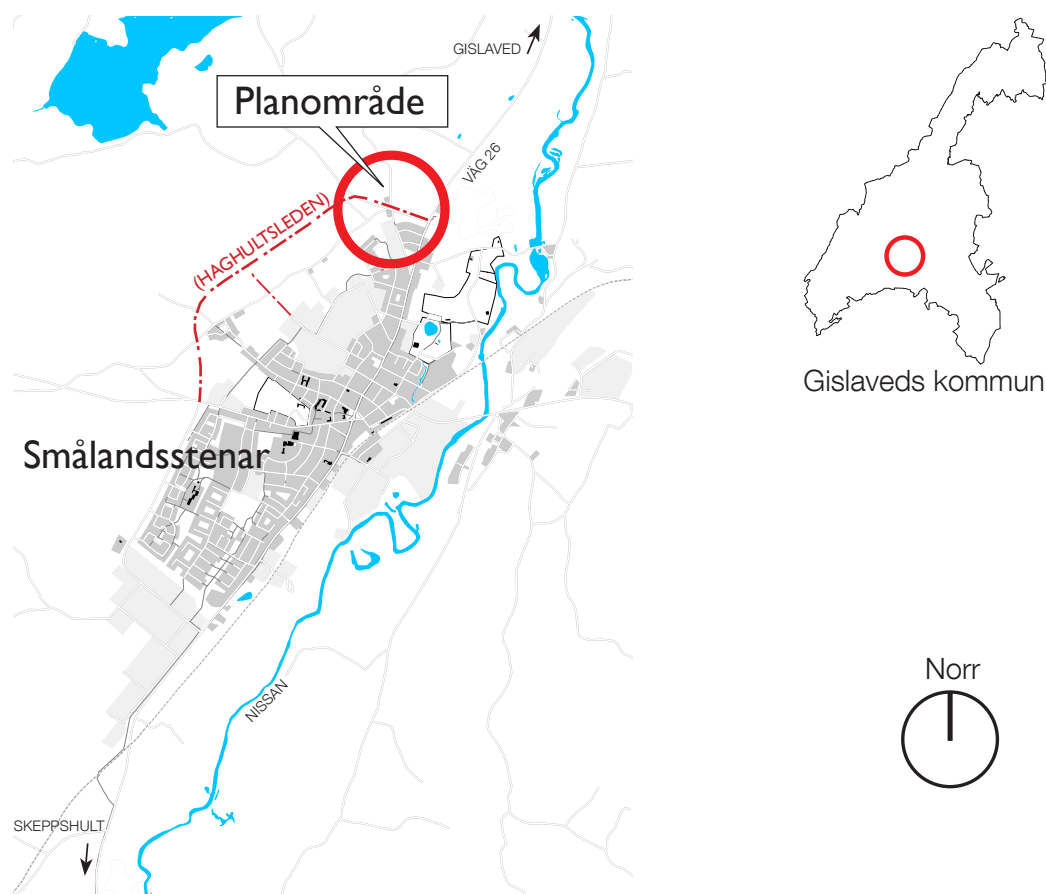 GISLAVED
Planområde
VÄG 26
(HAGHULTSLEDEN)
Gislaveds kommun
Smålandsstenar
Norr
NISSAN
SKEPPSHULT